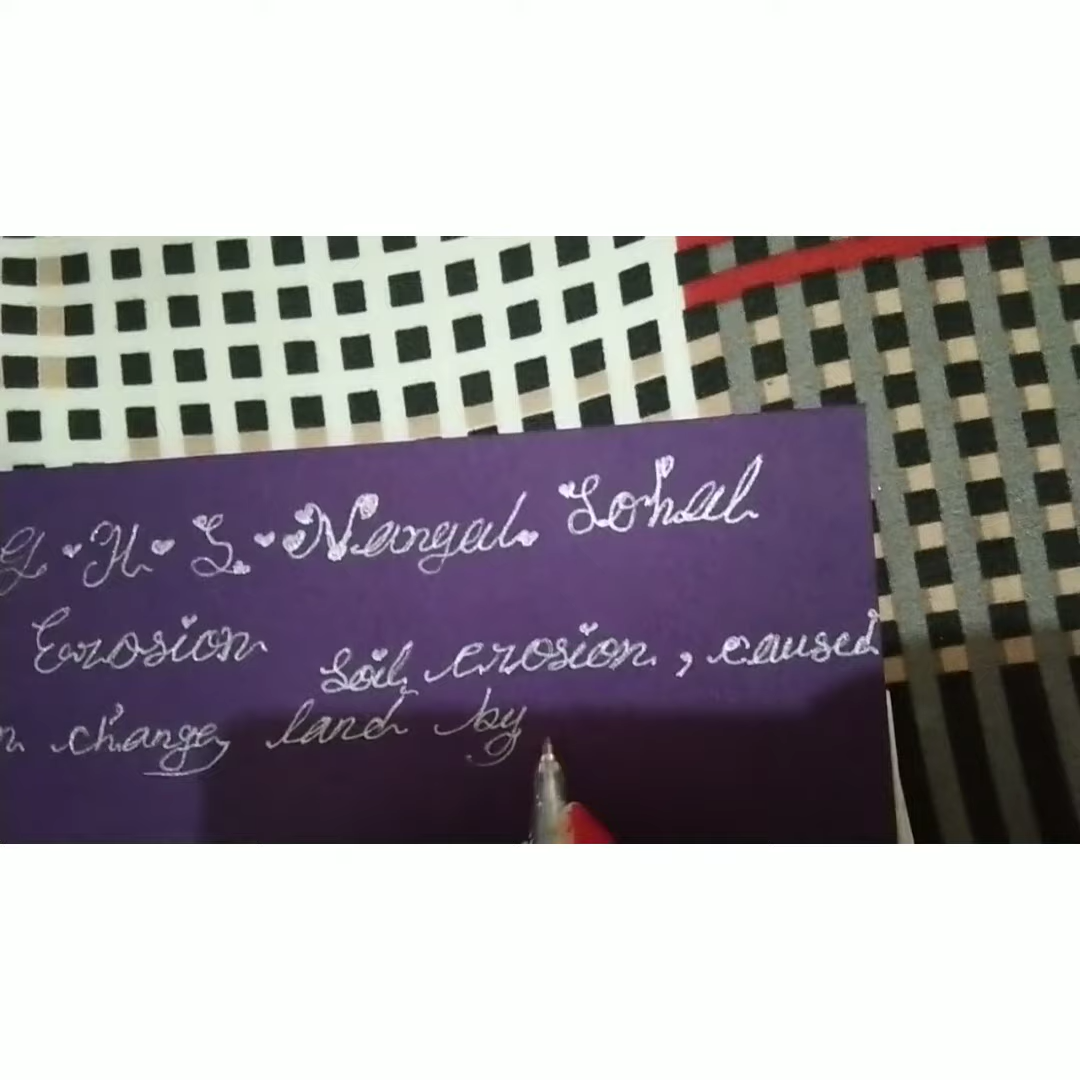 G.H.S. Nangal Sohal
Erosion soil erosion, caused
n change, land by